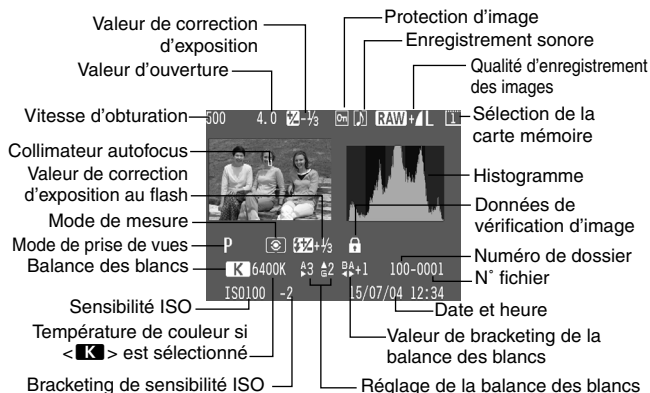 Valeur de correction
d'exposition
Protection d'image
Enregistrement sonore
Valeur d'ouverture
Qualité d'enregistrement
des images
Vitesse d'obturation
500 4.0 -1/3 RAW+ L 1
Sélection de la
carte mémoire
Collimateur autofocus
Valeur de correction
d'exposition au flash
Histogramme
Mode de mesure
Données de
vérification d'image
Mode de prise de vues
P +1/3
Numéro de dossier
Balance des blancs
K 6400K A3 G2 BA+1 100-0001
N° fichier
ISO100 -2 15/07/04 12:34
Sensibilité ISO
Date et heure
Température de couleur si
< K > est sélectionné
Valeur de bracketing de la
balance des blancs
Bracketing de sensibilité ISO
Réglage de la balance des blancs